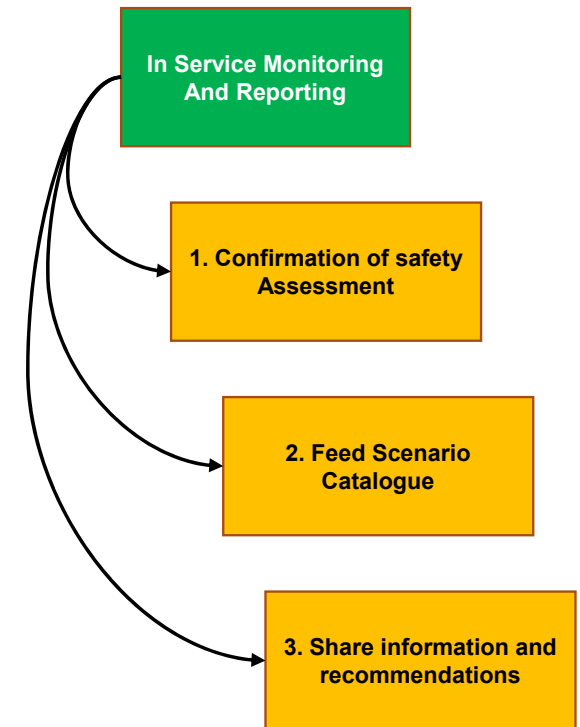 In Service Monitoring
And Reporting
1. Confirmation of safety
Assessment
2. Feed Scenario
Catalogue
3. Share information and
recommendations